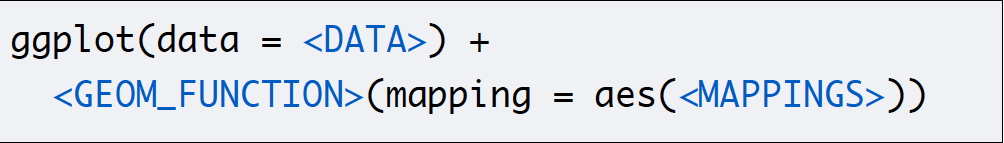 ggplot(data = <DATA>) +
  <GEOM_FUNCTION>(mapping = aes(<MAPPINGS>))